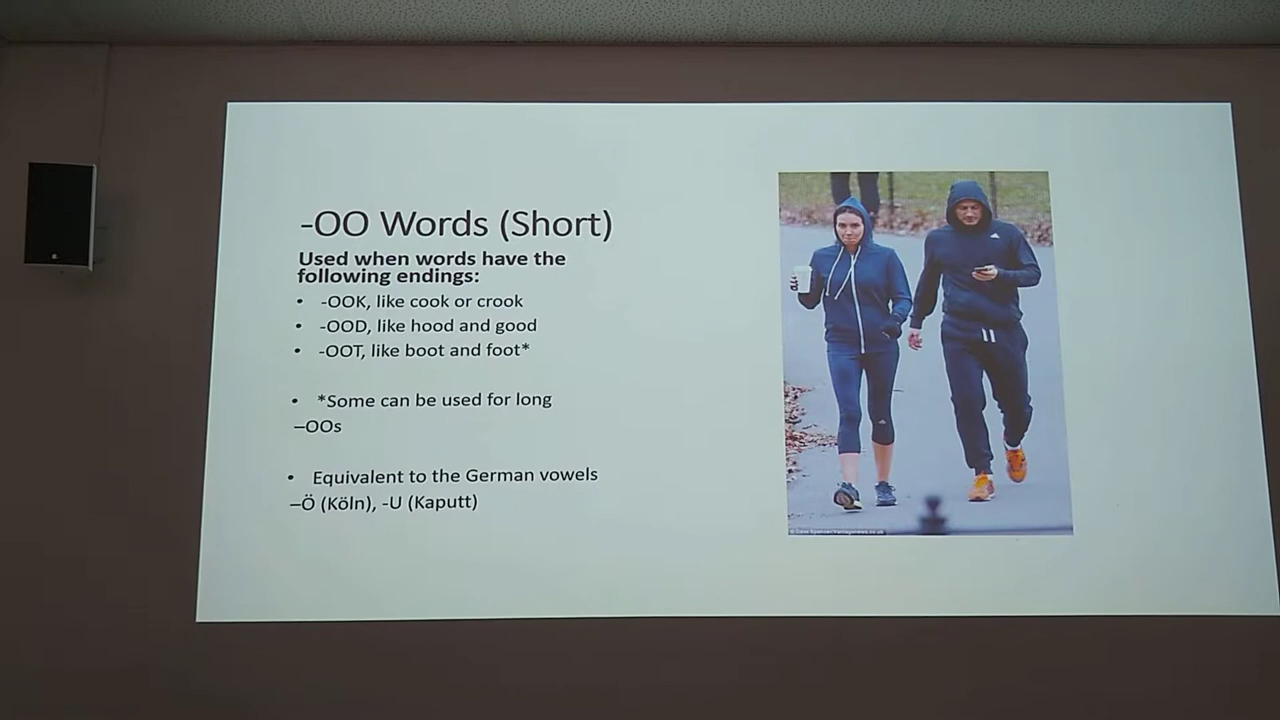 -OO Words (Short)
Used when words have the
following endings:
• -OOK, like cook or crook
• -OOD, like hood and good
• -OOT, like boot and foot*
• *Some can be used for long
–OOs
• Equivalent to the German vowels
–Ö (Köln), -U (Kaputt)